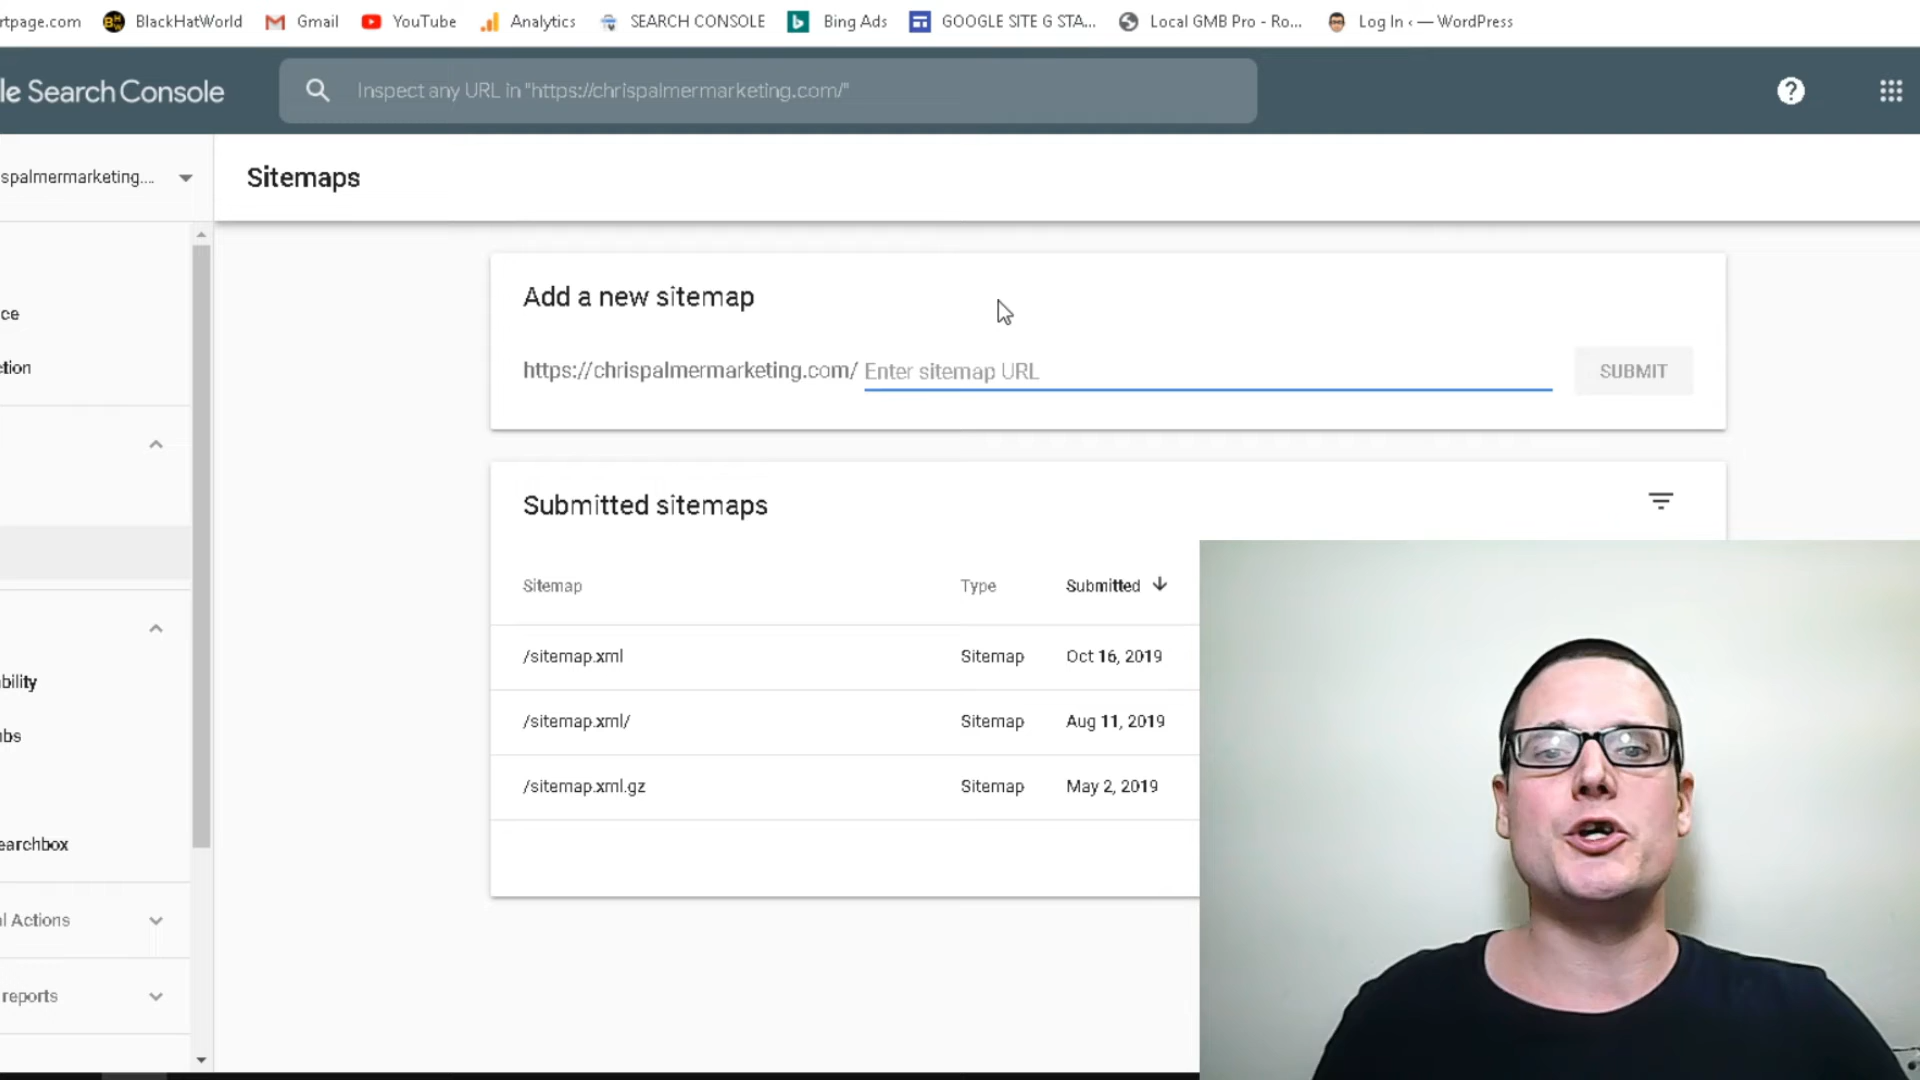 rtpage.com BlackHatWorld Gmail YouTube Analytics SEARCH CONSOLE Bing Ads GOOGLE SITE G STA... Local GMB Pro - Ro... Log In ‹ — WordPress
le Search Console Inspect any URL in "https://chrispalmermarketing.com/"
spalmermarketing.... Sitemaps
ce
ction
Add a new sitemap
https://chrispalmermarketing.com/ Enter sitemap URL SUBMIT
Submitted sitemaps
Sitemap Type Submitted
/sitemap.xml Sitemap Oct 16, 2019
/sitemap.xml/ Sitemap Aug 11, 2019
/sitemap.xml.gz Sitemap May 2, 2019
bility
bs
earchbox
l Actions
reports